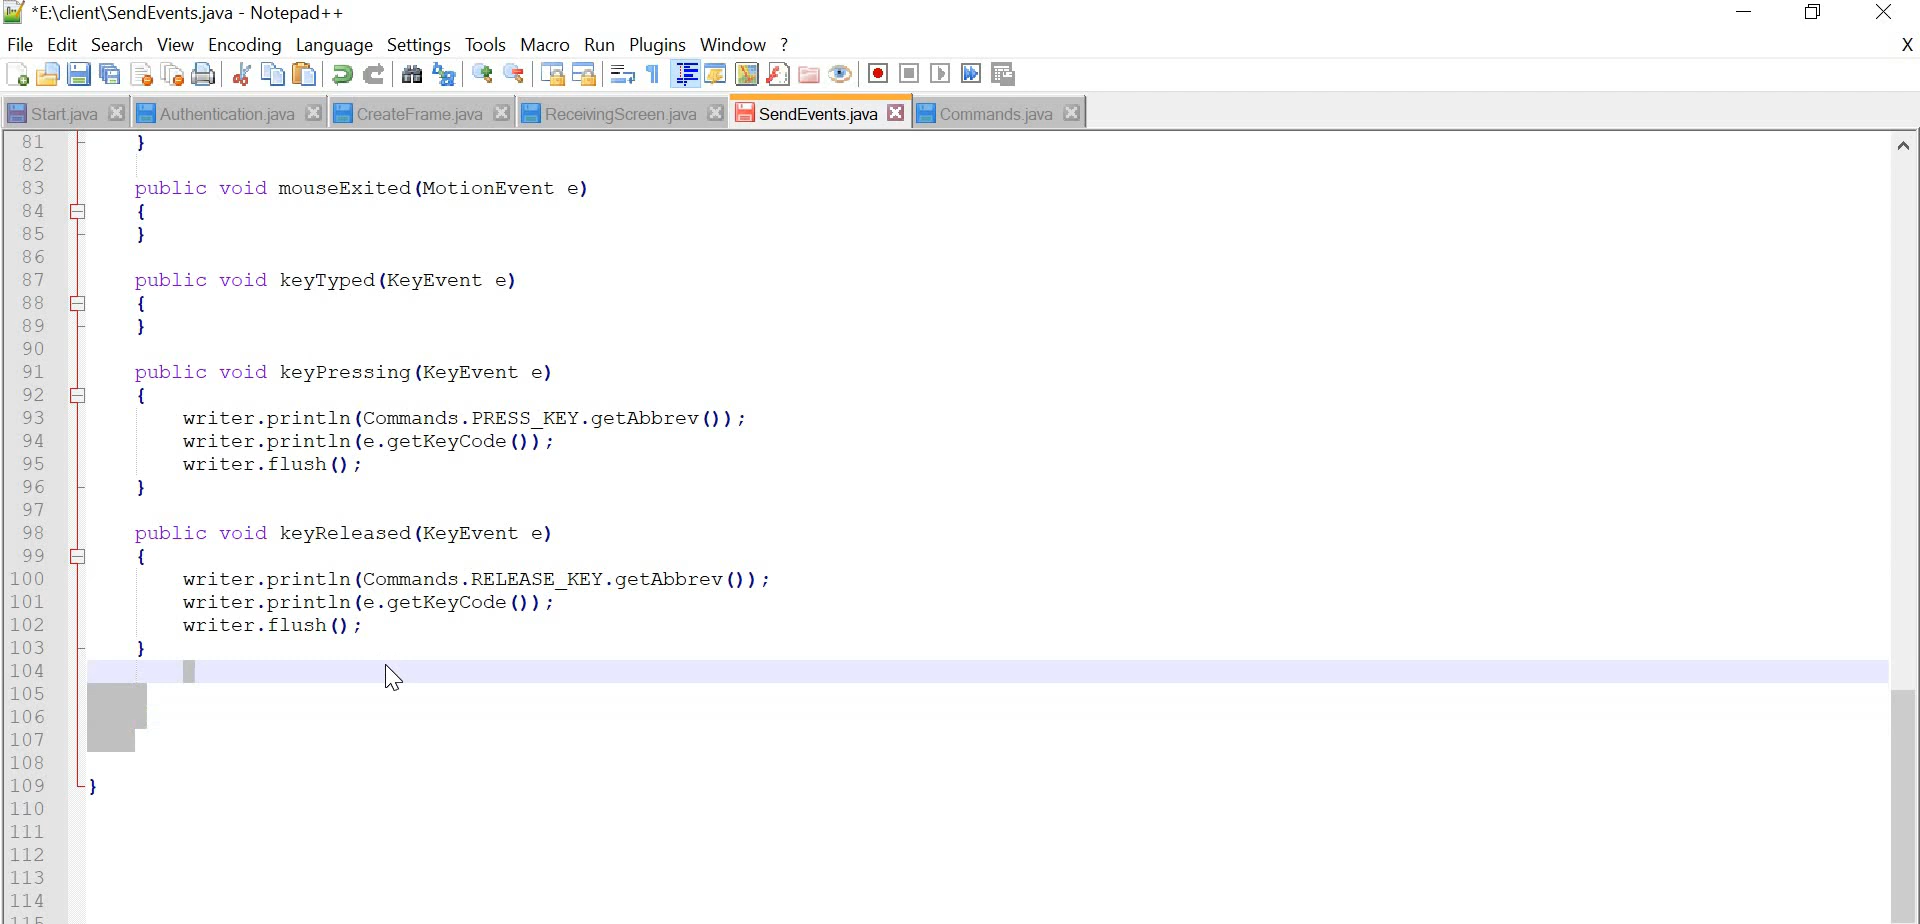 *E:\client\SendEvents.java - Notepad++
File Edit Search View Encoding Language Settings Tools Macro Run Plugins Window ? X
Start.java Authentication.java CreateFrame.java ReceivingScreen.java SendEvents.java Commands.java
81 }
82
83 public void mouseExited(MotionEvent e)
84 {
85 }
86
87 public void keyTyped(KeyEvent e)
88 {
89 }
90
91 public void keyPressing(KeyEvent e)
92 {
93 writer.println(Commands.PRESS_KEY.getAbbrev());
94 writer.println(e.getKeyCode());
95 writer.flush();
96 }
97
98 public void keyReleased(KeyEvent e)
99 {
100 writer.println(Commands.RELEASE_KEY.getAbbrev());
101 writer.println(e.getKeyCode());
102 writer.flush();
103 }
104
105
106
107
108
109 }
110
111
112
113
114
115